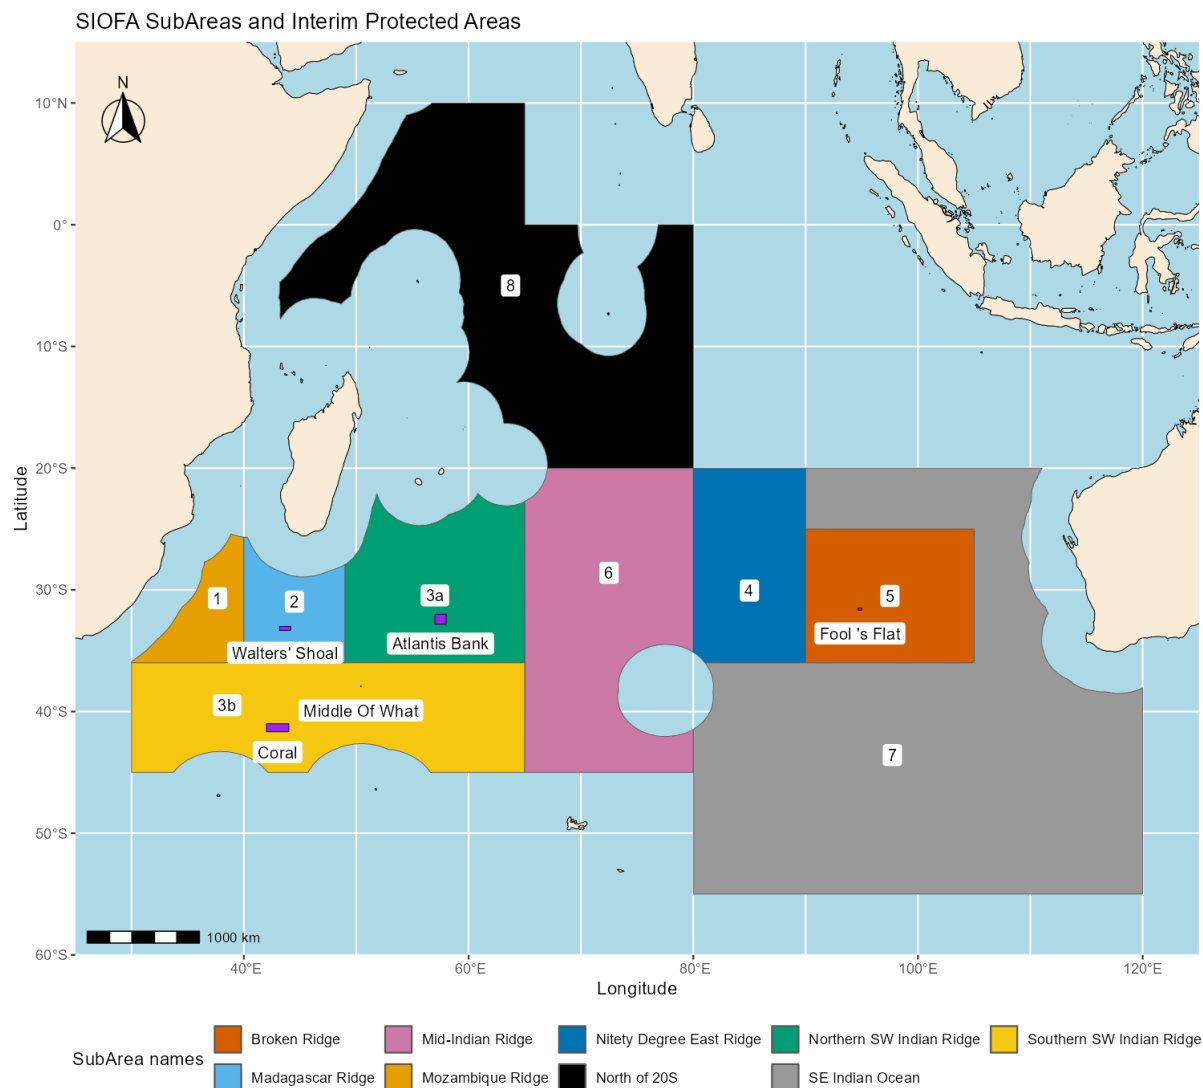 SIOFA SubAreas and Interim Protected Areas
N
10°N
0°
10°S
20°S
30°S
40°S
50°S
60°S
Latitude
8
6
1
2
3a
4
5
Walters' Shoal
Atlantis Bank
Fool 's Flat
3b
Middle Of What
Coral
7
1000 km
40°E
60°E
80°E
100°E
120°E
Longitude
SubArea names
Broken Ridge
Mid-Indian Ridge
Nitety Degree East Ridge
Northern SW Indian Ridge
Southern SW Indian Ridge
Madagascar Ridge
Mozambique Ridge
North of 20S
SE Indian Ocean